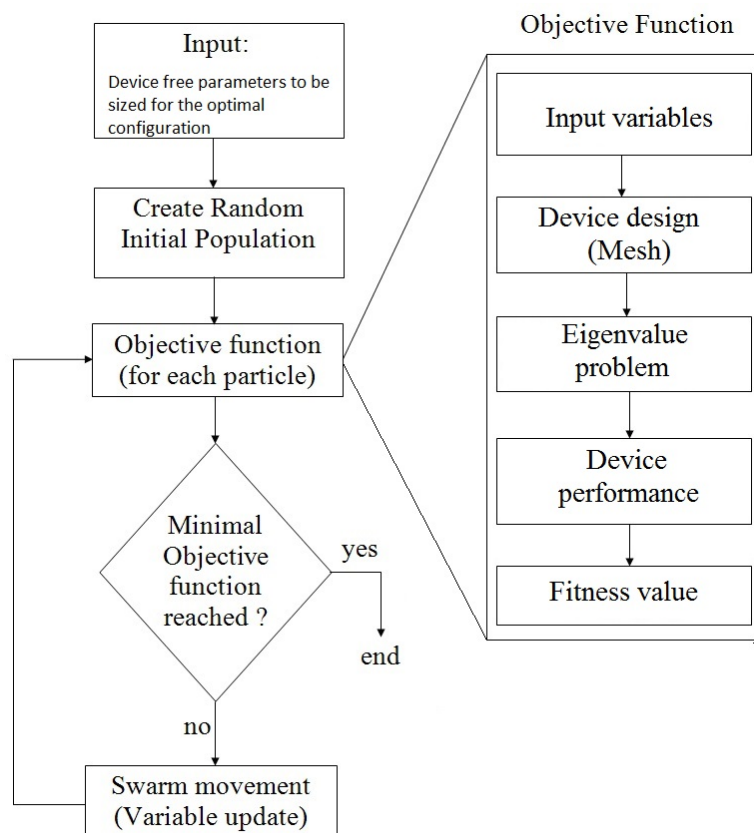 Input:
Device free parameters to be
sized for the optimal
configuration
Create Random
Initial Population
Objective function
(for each particle)
Minimal
Objective
function
reached ?
yes
end
no
Swarm movement
(Variable update)
Objective Function
Input variables
Device design
(Mesh)
Eigenvalue
problem
Device
performance
Fitness value